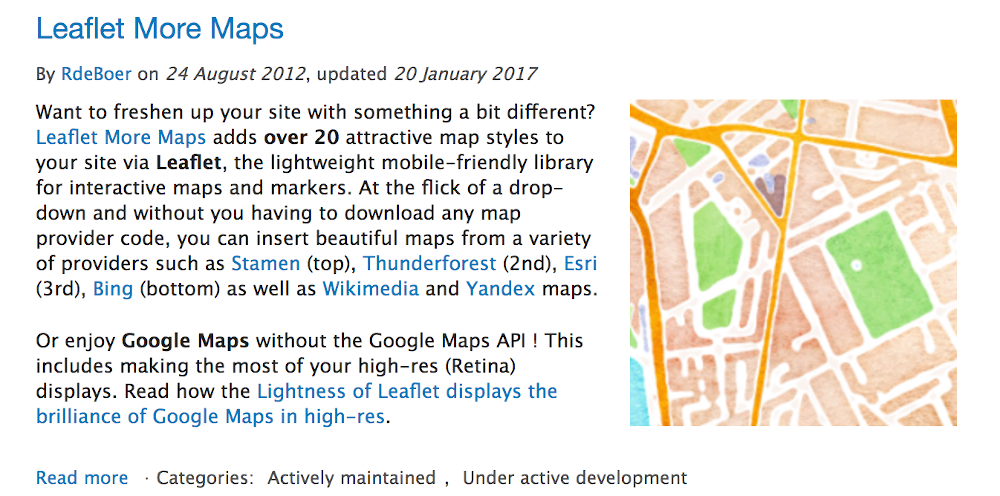 Leaflet More Maps
By RdeBoer on 24 August 2012, updated 20 January 2017
Want to freshen up your site with something a bit different?
Leaflet More Maps adds over 20 attractive map styles to
your site via Leaflet, the lightweight mobile-friendly library
for interactive maps and markers. At the flick of a drop-
down and without you having to download any map
provider code, you can insert beautiful maps from a variety
of providers such as Stamen (top), Thunderforest (2nd), Esri
(3rd), Bing (bottom) as well as Wikimedia and Yandex maps.
Or enjoy Google Maps without the Google Maps API ! This
includes making the most of your high-res (Retina)
displays. Read how the Lightness of Leaflet displays the
brilliance of Google Maps in high-res.
Read more · Categories: Actively maintained , Under active development